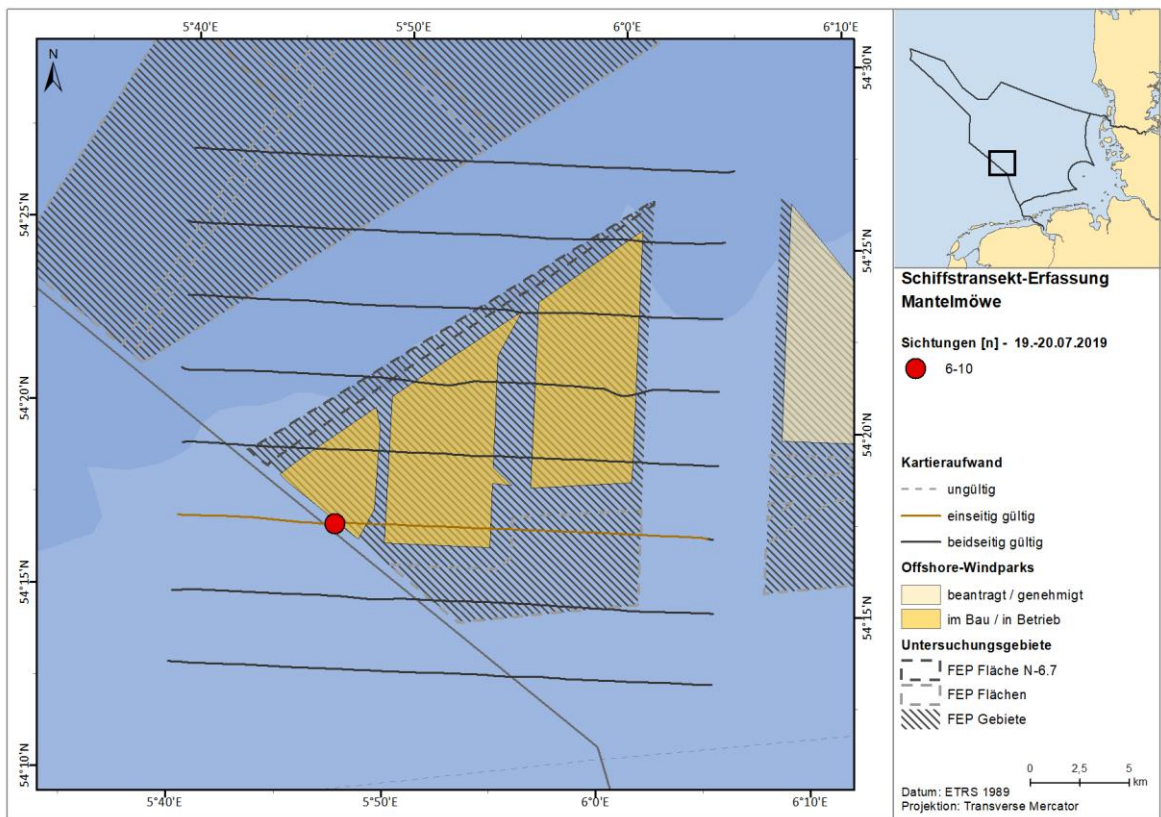 5°40'E
5°50'E
6°0'E
6°10'E
N
54°30'N
54°25'N
54°25'N
54°20'N
54°20'N
54°15'N
54°15'N
54°10'N
5°40'E
5°50'E
6°0'E
6°10'E
Schiffstransekt-Erfassung
Mantelmöwe
Sichtungen [n] - 19.-20.07.2019
6-10
Kartieraufwand
ungültig
einseitig gültig
beidseitig gültig
Offshore-Windparks
beantragt / genehmigt
im Bau / in Betrieb
Untersuchungsgebiete
FEP Fläche N-6.7
FEP Flächen
FEP Gebiete
0 2,5 5
km
Datum: ETRS 1989
Projektion: Transverse Mercator